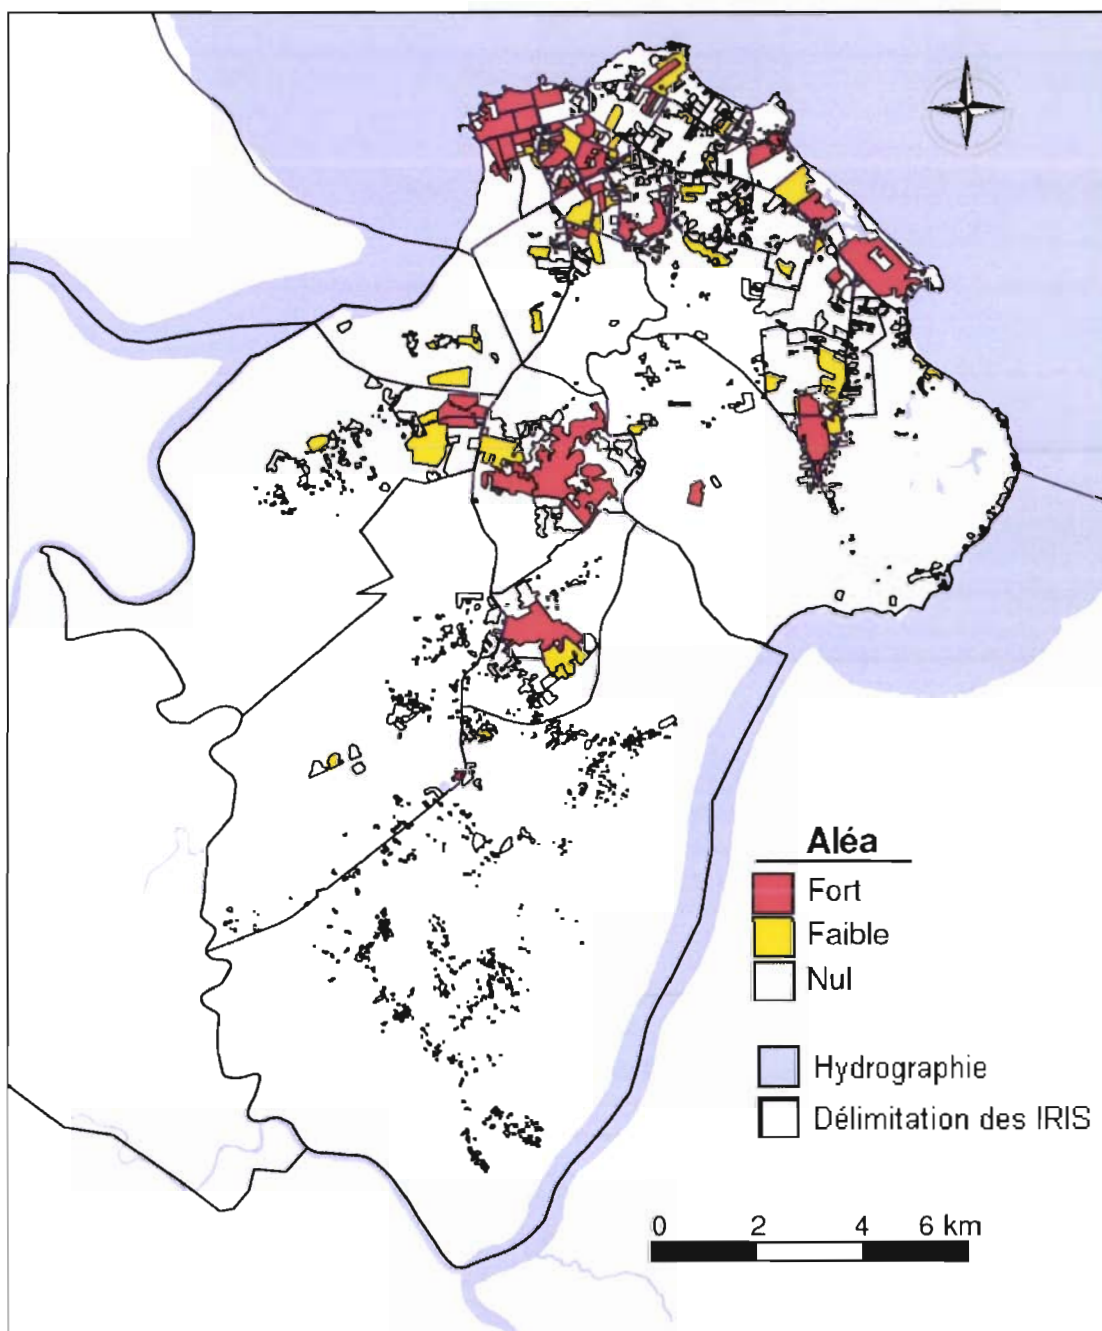 Aléa
Fort
Faible
Nul
Hydrographie
Délimitation des IRIS
0 2 4 6 km